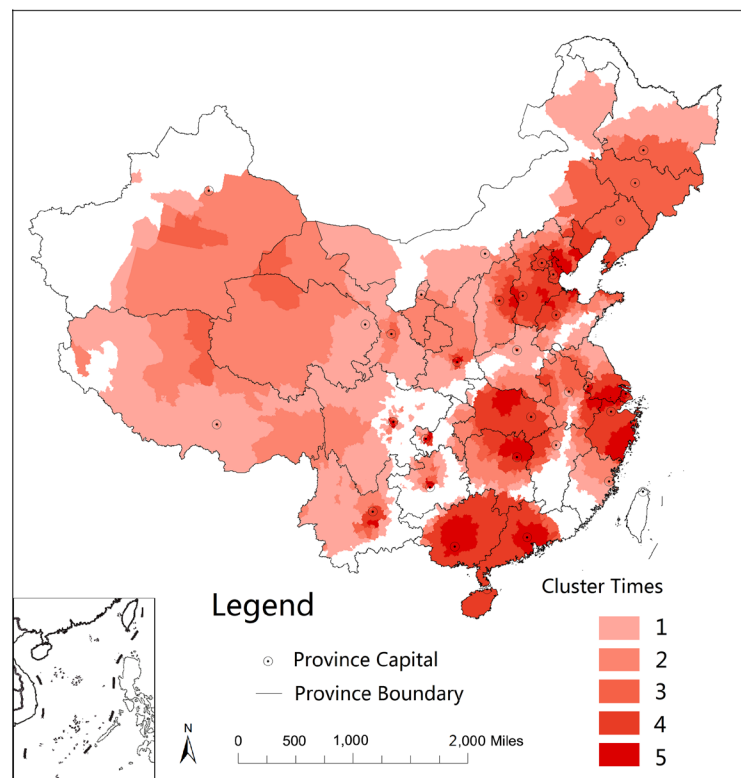 Cluster Times
Legend
1
2
3
4
5
Province Capital
Province Boundary
N
0 500 1,000 2,000 Miles